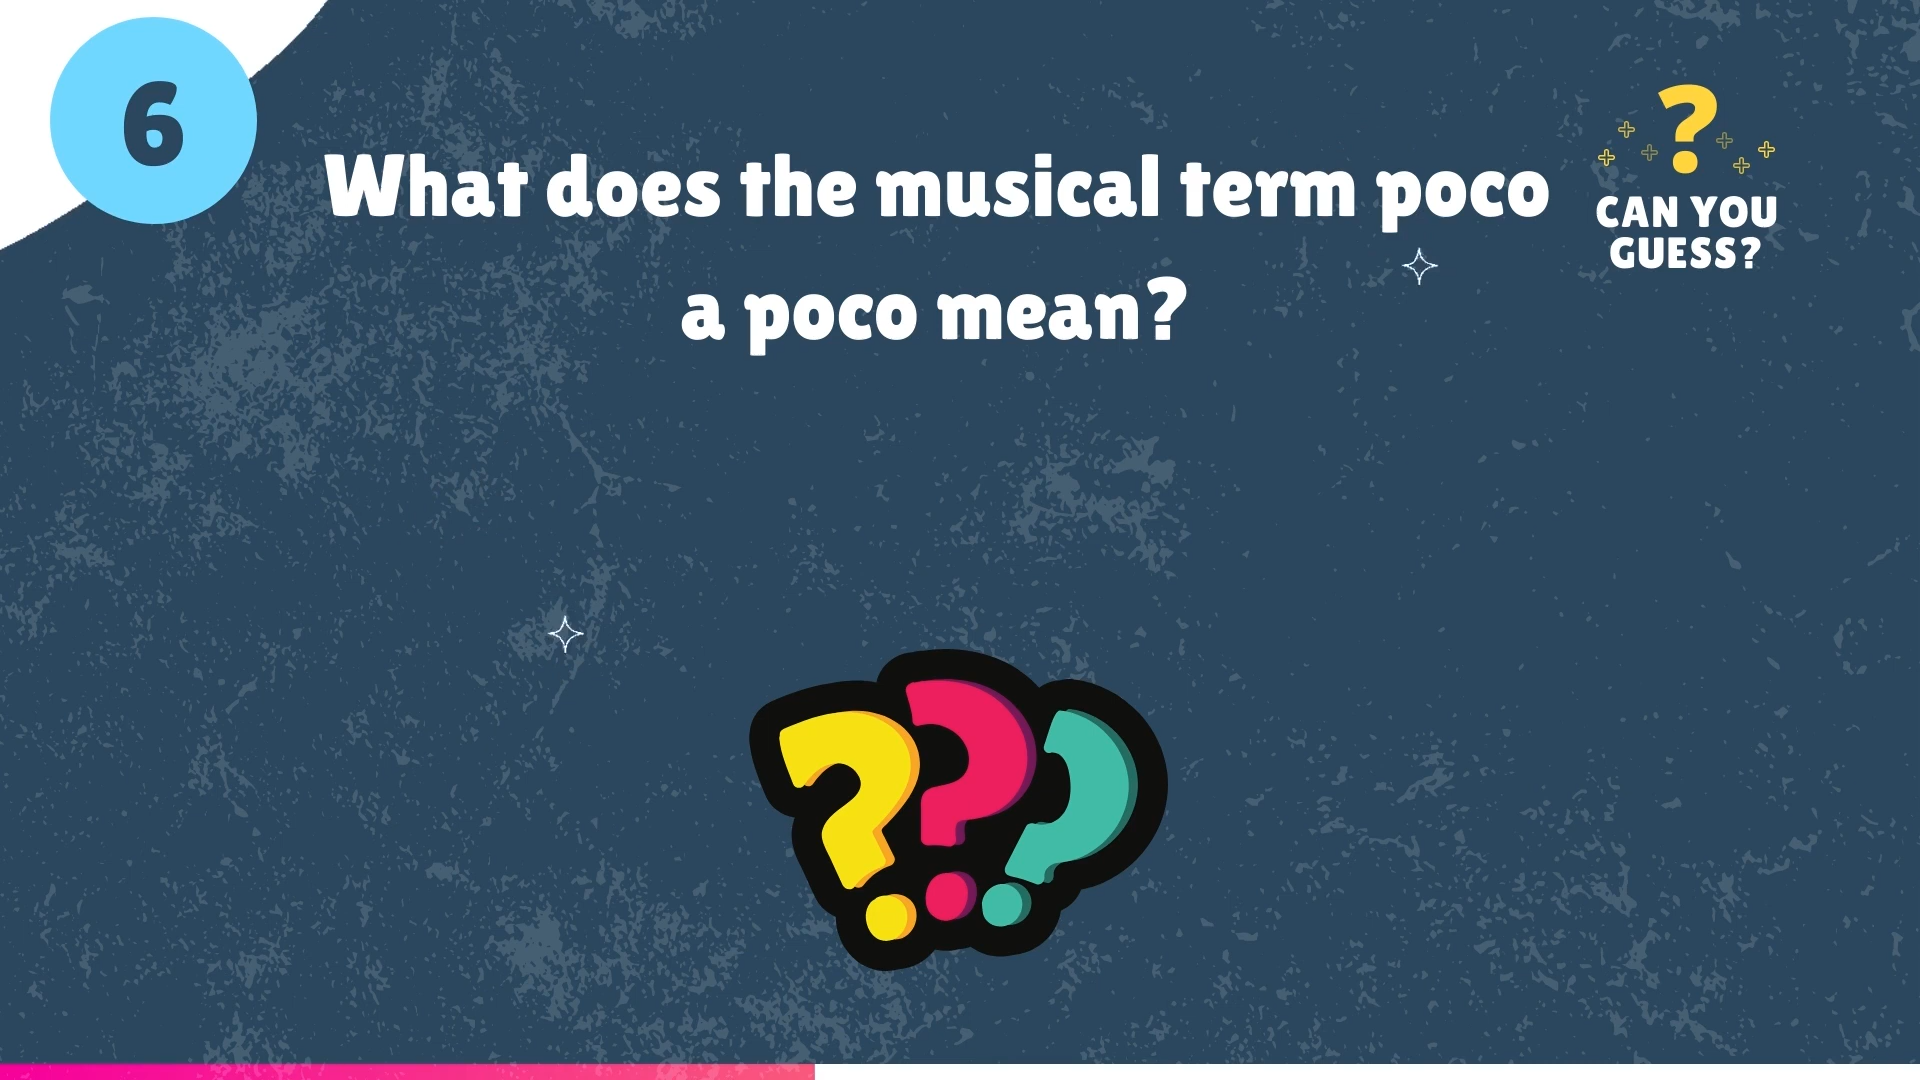 6
What does the musical term poco
a poco mean?
?
CAN YOU
GUESS?
???